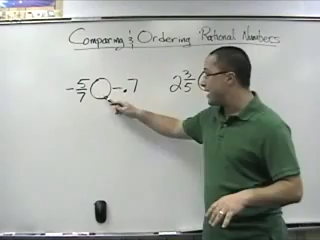 Comparing & Ordering Rational Numbers
-5/7 ◯ -.7 2 3/5